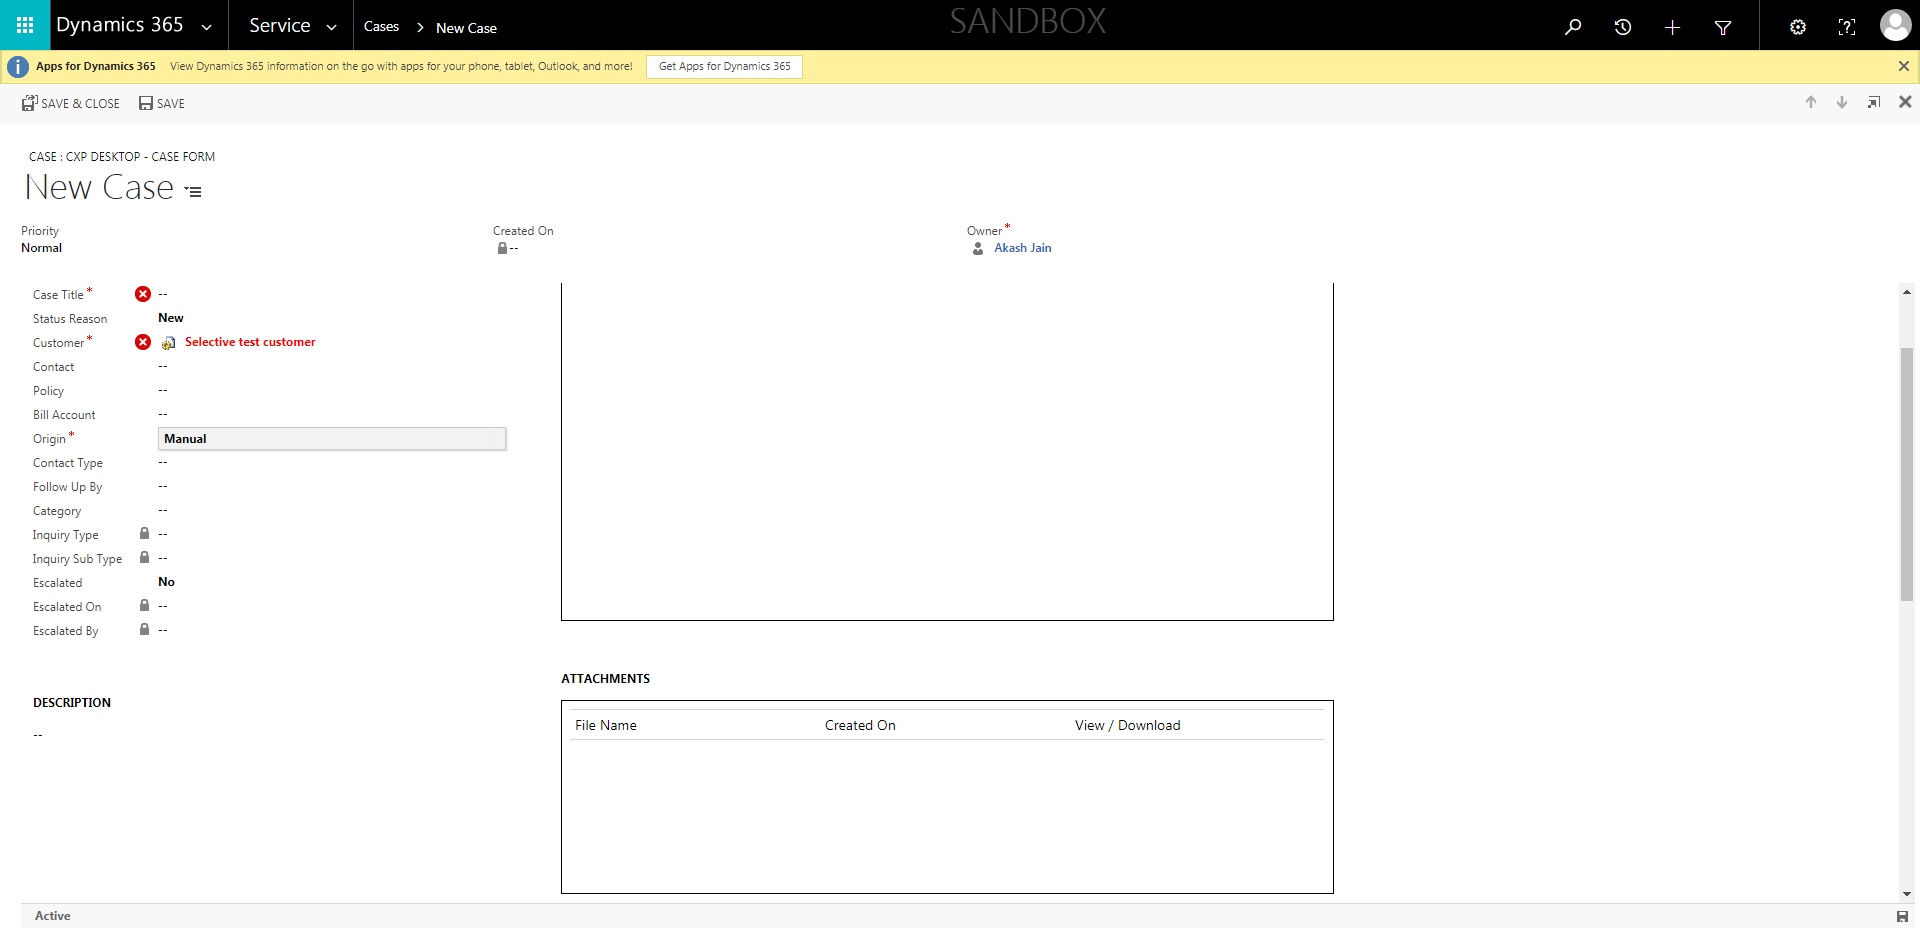 Dynamics 365
Service
Cases
New Case
SANDBOX
Apps for Dynamics 365 View Dynamics 365 information on the go with apps for your phone, tablet, Outlook, and more! Get Apps for Dynamics 365
SAVE & CLOSE SAVE
CASE : CXP DESKTOP - CASE FORM
New Case
Priority
Normal
Created On
--
Owner*
Akash Jain
Case Title* --
Status Reason New
Customer* Selective test customer
Contact --
Policy --
Bill Account --
Origin* Manual
Contact Type --
Follow Up By --
Category --
Inquiry Type --
Inquiry Sub Type --
Escalated No
Escalated On --
Escalated By --
DESCRIPTION
--
ATTACHMENTS
File Name Created On View / Download
Active